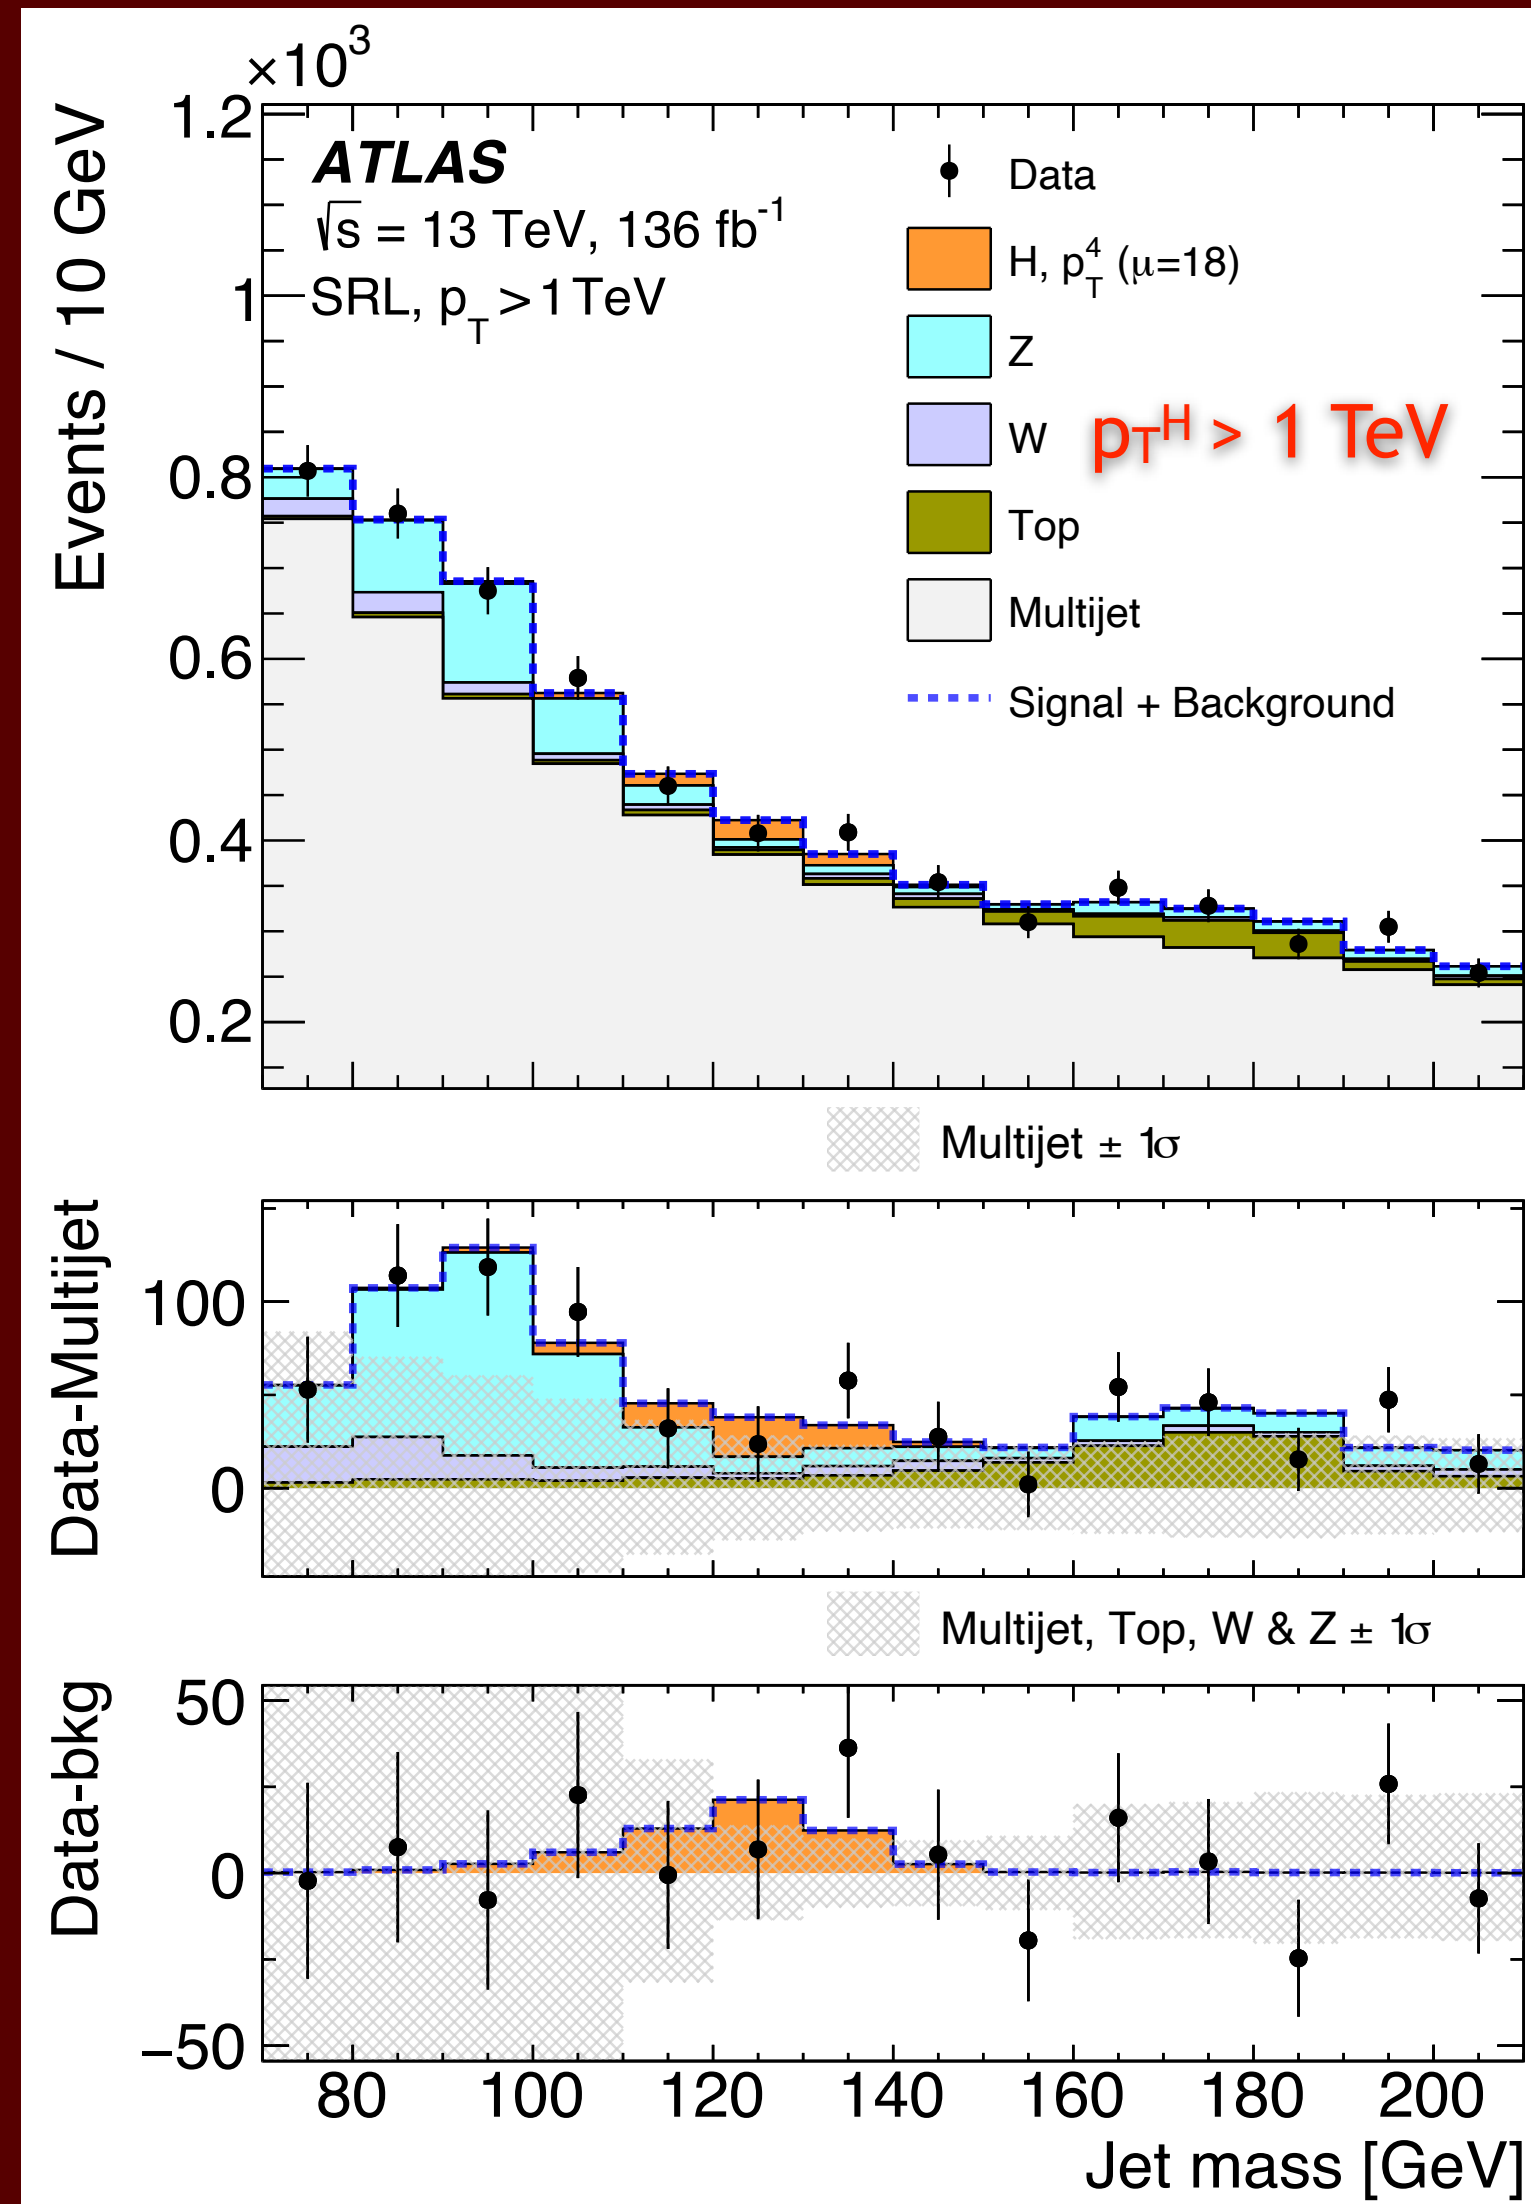 ×10³
Events / 10 GeV
1.2
1
0.8
0.6
0.4
0.2
ATLAS
√s = 13 TeV, 136 fb⁻¹
SRL, p_T > 1 TeV
Data
H, p_T^4 (μ=18)
Z
W
p_T^H > 1 TeV
Top
Multijet
Signal + Background
Multijet ± 1σ
Data-Multijet
100
0
Multijet, Top, W & Z ± 1σ
Data-bkg
50
0
−50
80 100 120 140 160 180 200
Jet mass [GeV]